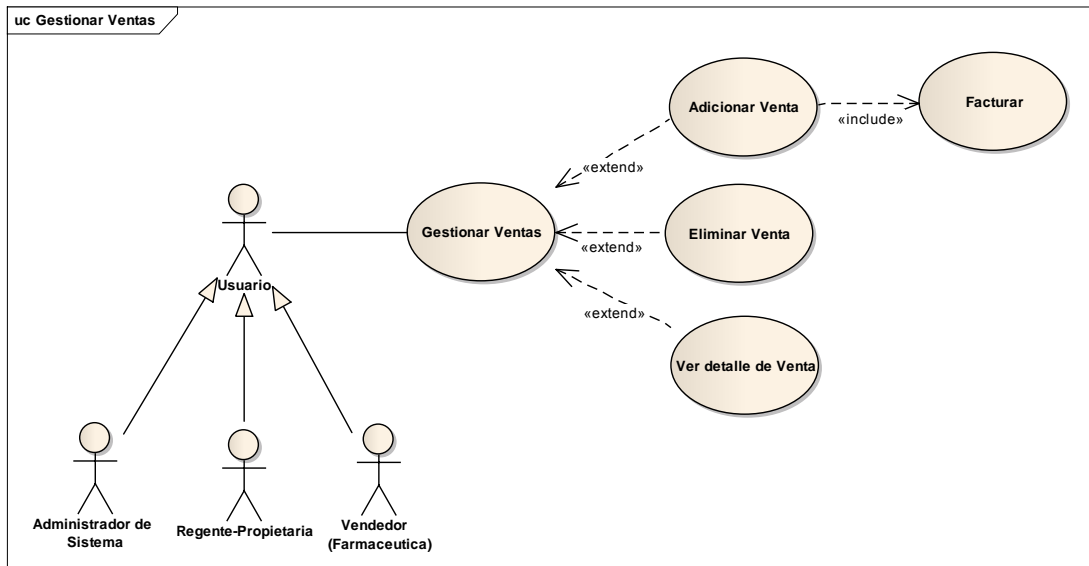 uc Gestionar Ventas
Adicionar Venta
«include»
Facturar
«extend»
Usuario
Gestionar Ventas
«extend»
Eliminar Venta
«extend»
Ver detalle de Venta
Administrador de
Sistema
Regente-Propietaria
Vendedor
(Farmaceutica)